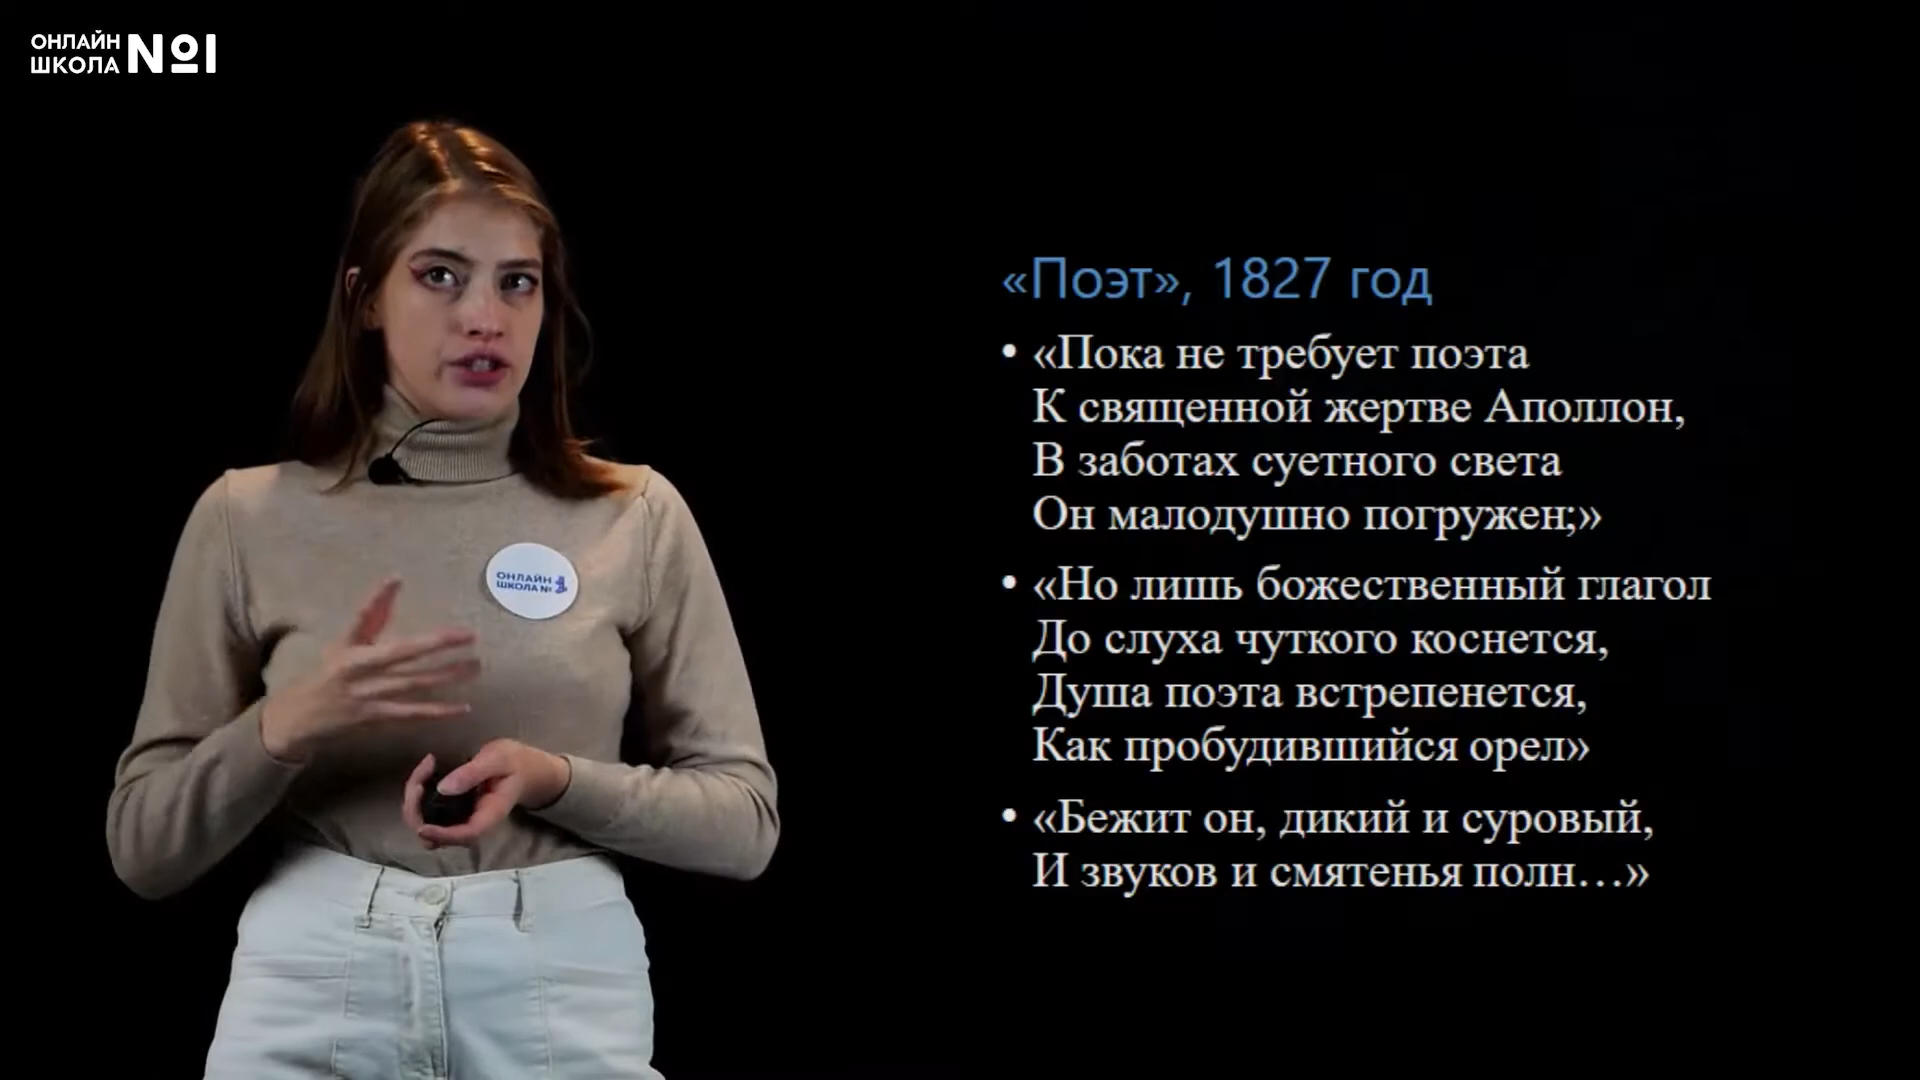 ОНЛАЙН
ШКОЛА №1
«Поэт», 1827 год
• «Пока не требует поэта
К священной жертве Аполлон,
В заботах суетного света
Он малодушно погружен;»
• «Но лишь божественный глагол
До слуха чуткого коснется,
Душа поэта встрепенется,
Как пробудившийся орел»
• «Бежит он, дикий и суровый,
И звуков и смятенья полн…»
ОНЛАЙН
ШКОЛА №1